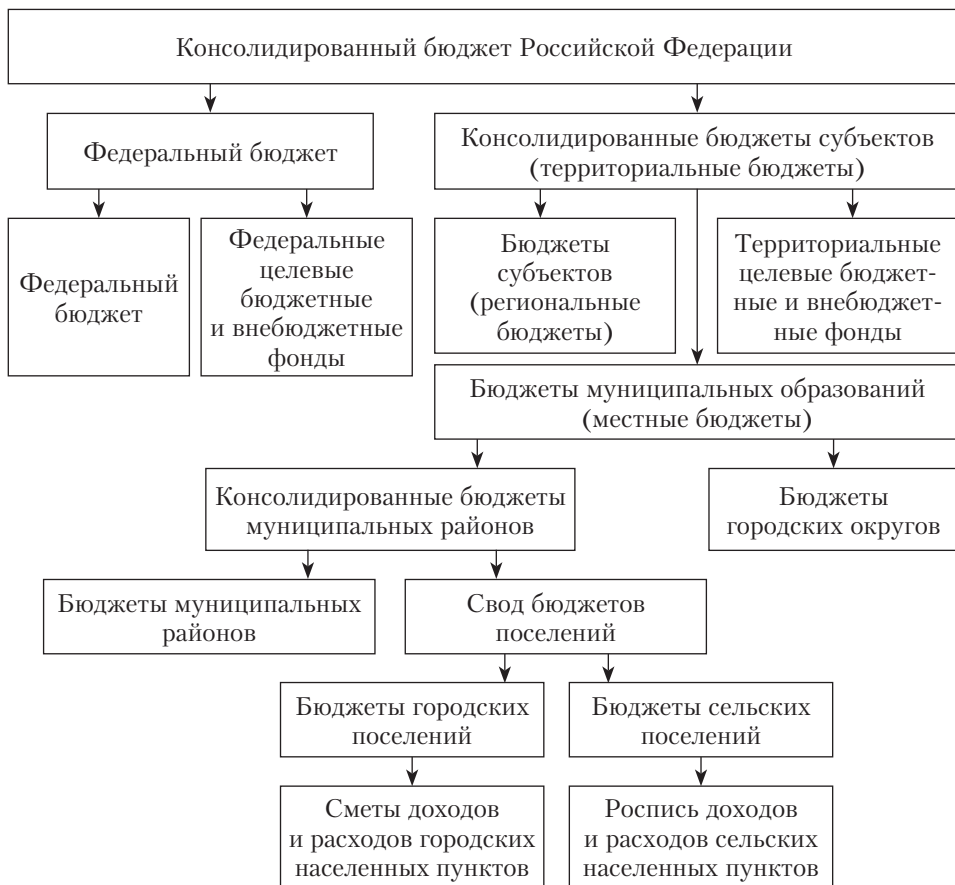 Консолидированный бюджет Российской Федерации
Федеральный бюджет
Консолидированные бюджеты субъектов
(территориальные бюджеты)
Федеральный
бюджет
Федеральные
целевые
бюджетные
и внебюджетные
фонды
Бюджеты
субъектов
(региональные
бюджеты)
Территориальные
целевые бюджет-
ные и внебюджет-
ные фонды
Бюджеты муниципальных образований
(местные бюджеты)
Консолидированные бюджеты
муниципальных районов
Бюджеты
городских округов
Бюджеты муниципальных
районов
Свод бюджетов
поселений
Бюджеты городских
поселений
Бюджеты сельских
поселений
Сметы доходов
и расходов городских
населенных пунктов
Роспись доходов
и расходов сельских
населенных пунктов